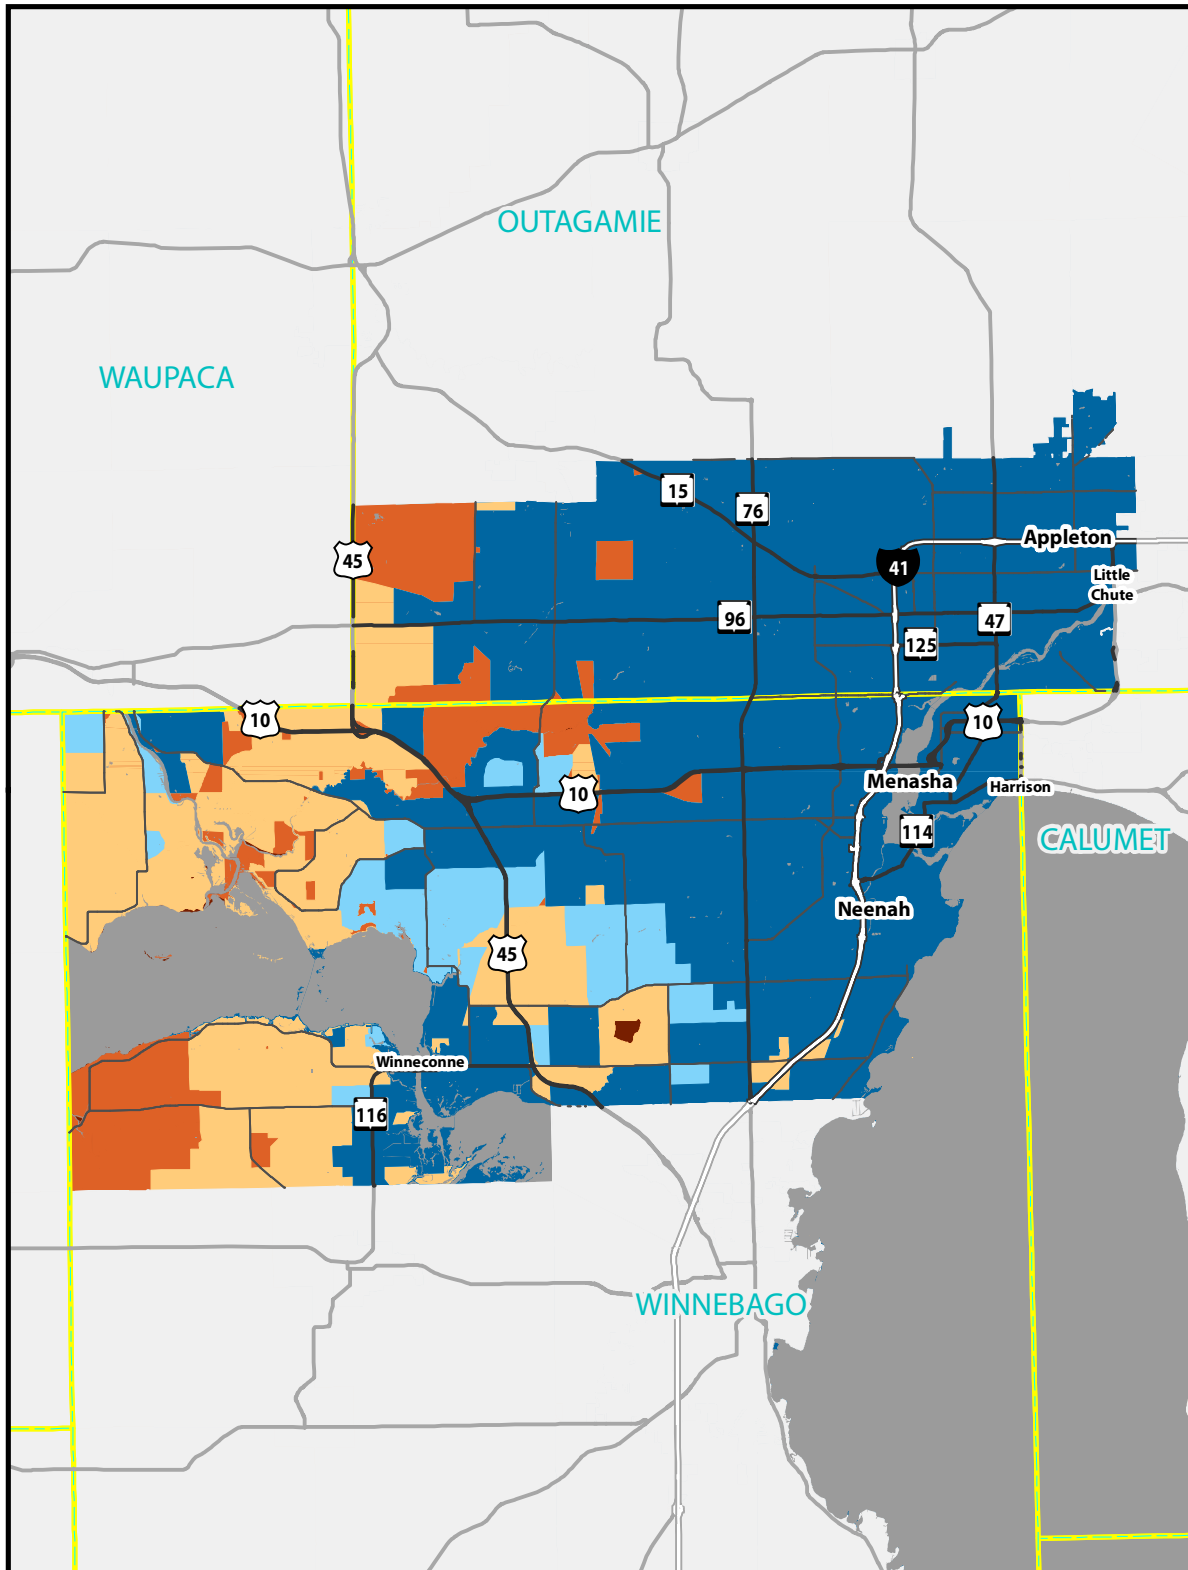 OUTAGAMIE
WAUPACA
15
76
Appleton
45
41
Little
Chute
96
47
125
10
10
Menasha
Harrison
10
114
CALUMET
Neenah
45
Winneconne
116
WINNEBAGO